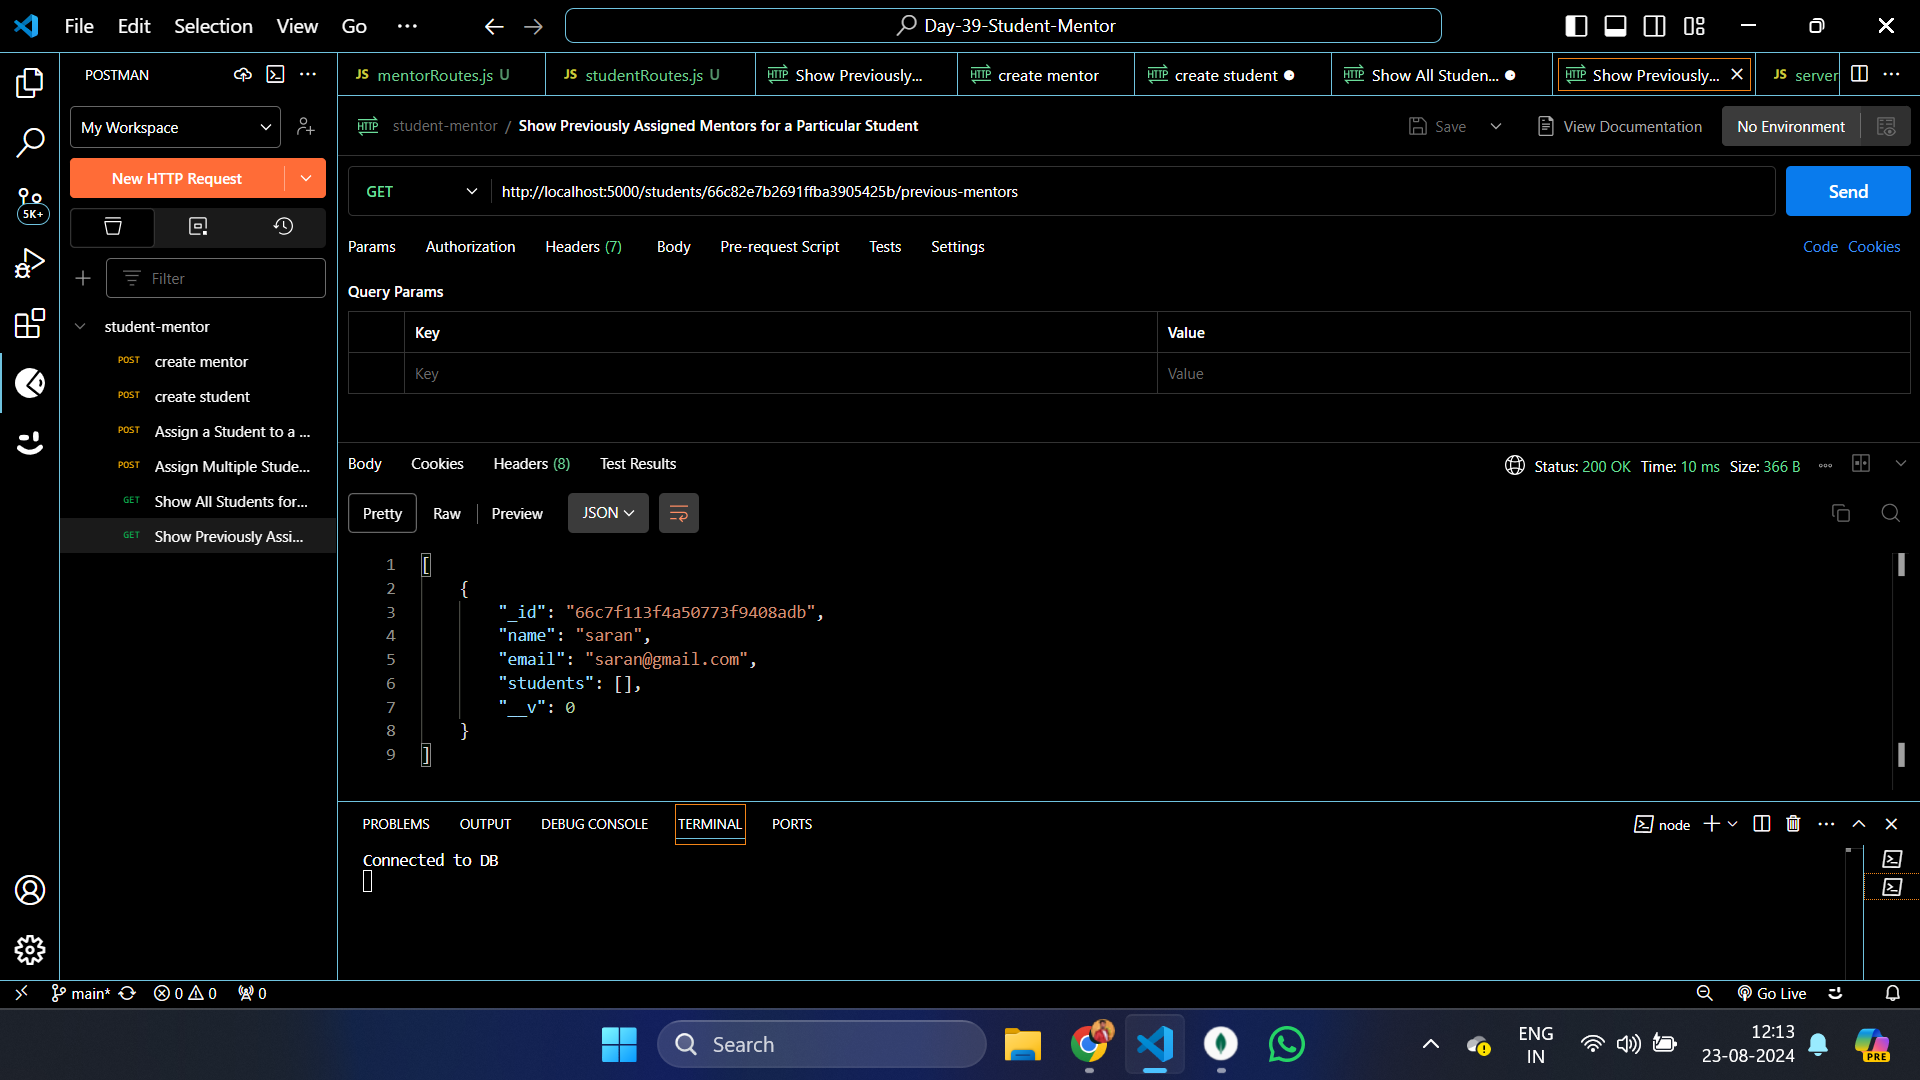 File Edit Selection View Go ···
Day-39-Student-Mentor
POSTMAN
JS mentorRoutes.js U
JS studentRoutes.js U
HTTP Show Previously...
HTTP create mentor
HTTP create student
HTTP Show All Studen...
HTTP Show Previously...
JS server
My Workspace
HTTP student-mentor / Show Previously Assigned Mentors for a Particular Student
Save
View Documentation
No Environment
New HTTP Request
GET http://localhost:5000/students/66c82e7b2691ffba3905425b/previous-mentors
Send
5K+
Params Authorization Headers (7) Body Pre-request Script Tests Settings
Code Cookies
Filter
Query Params
Key Value
Key Value
student-mentor
POST create mentor
POST create student
POST Assign a Student to a ...
POST Assign Multiple Stude...
GET Show All Students for...
GET Show Previously Assi...
Body Cookies Headers (8) Test Results
Status: 200 OK Time: 10 ms Size: 366 B
Pretty Raw Preview JSON
1 [
2 {
3 "_id": "66c7f113f4a50773f9408adb",
4 "name": "saran",
5 "email": "saran@gmail.com",
6 "students": [],
7 "__v": 0
8 }
9 ]
PROBLEMS OUTPUT DEBUG CONSOLE TERMINAL PORTS
node
Connected to DB
main* 0 0 0
Go Live
Search
ENG
IN
12:13
23-08-2024
PRE